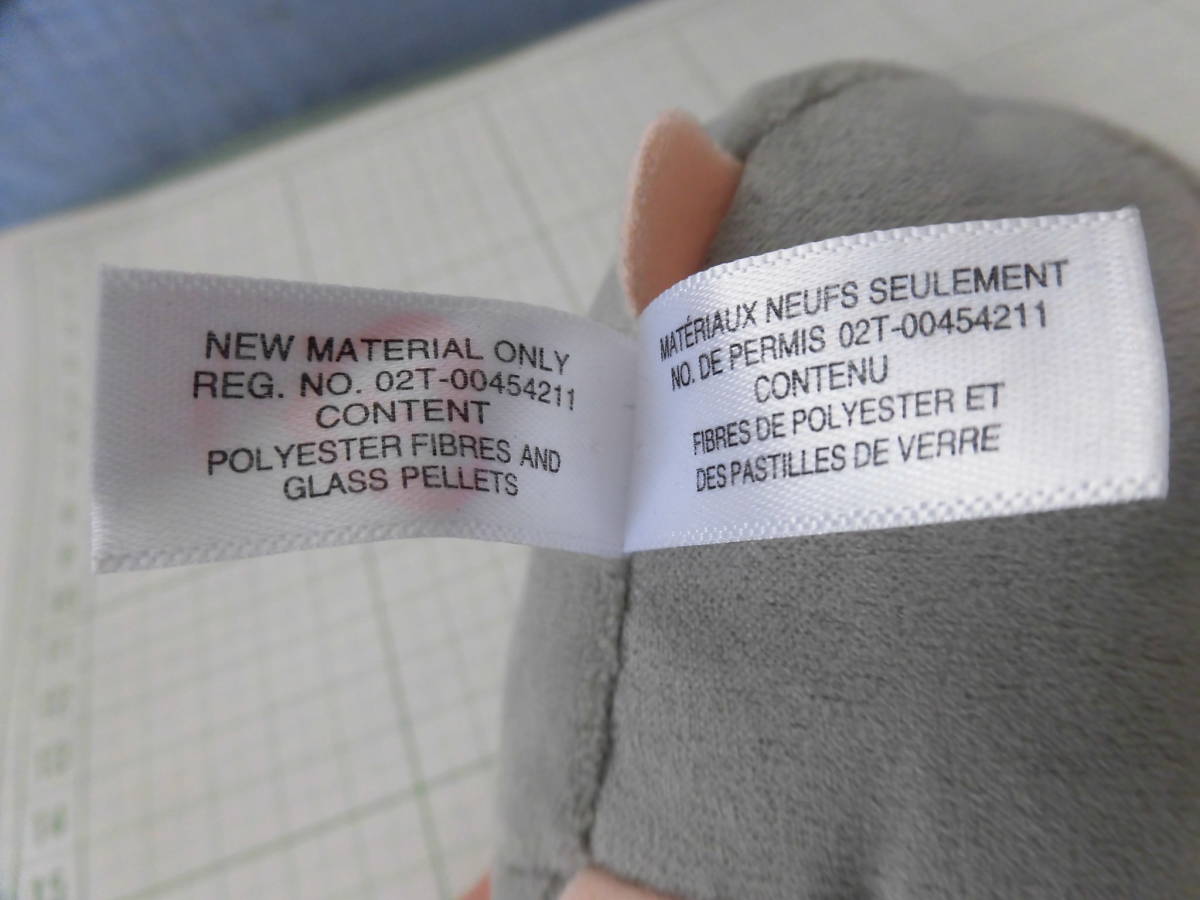 NEW MATERIAL ONLY
REG. NO. 02T-00454211
CONTENT
POLYESTER FIBRES AND
GLASS PELLETS
MATÉRIAUX NEUFS SEULEMENT
NO. DE PERMIS 02T-00454211
CONTENU
FIBRES DE POLYESTER ET
DES PASTILLES DE VERRE